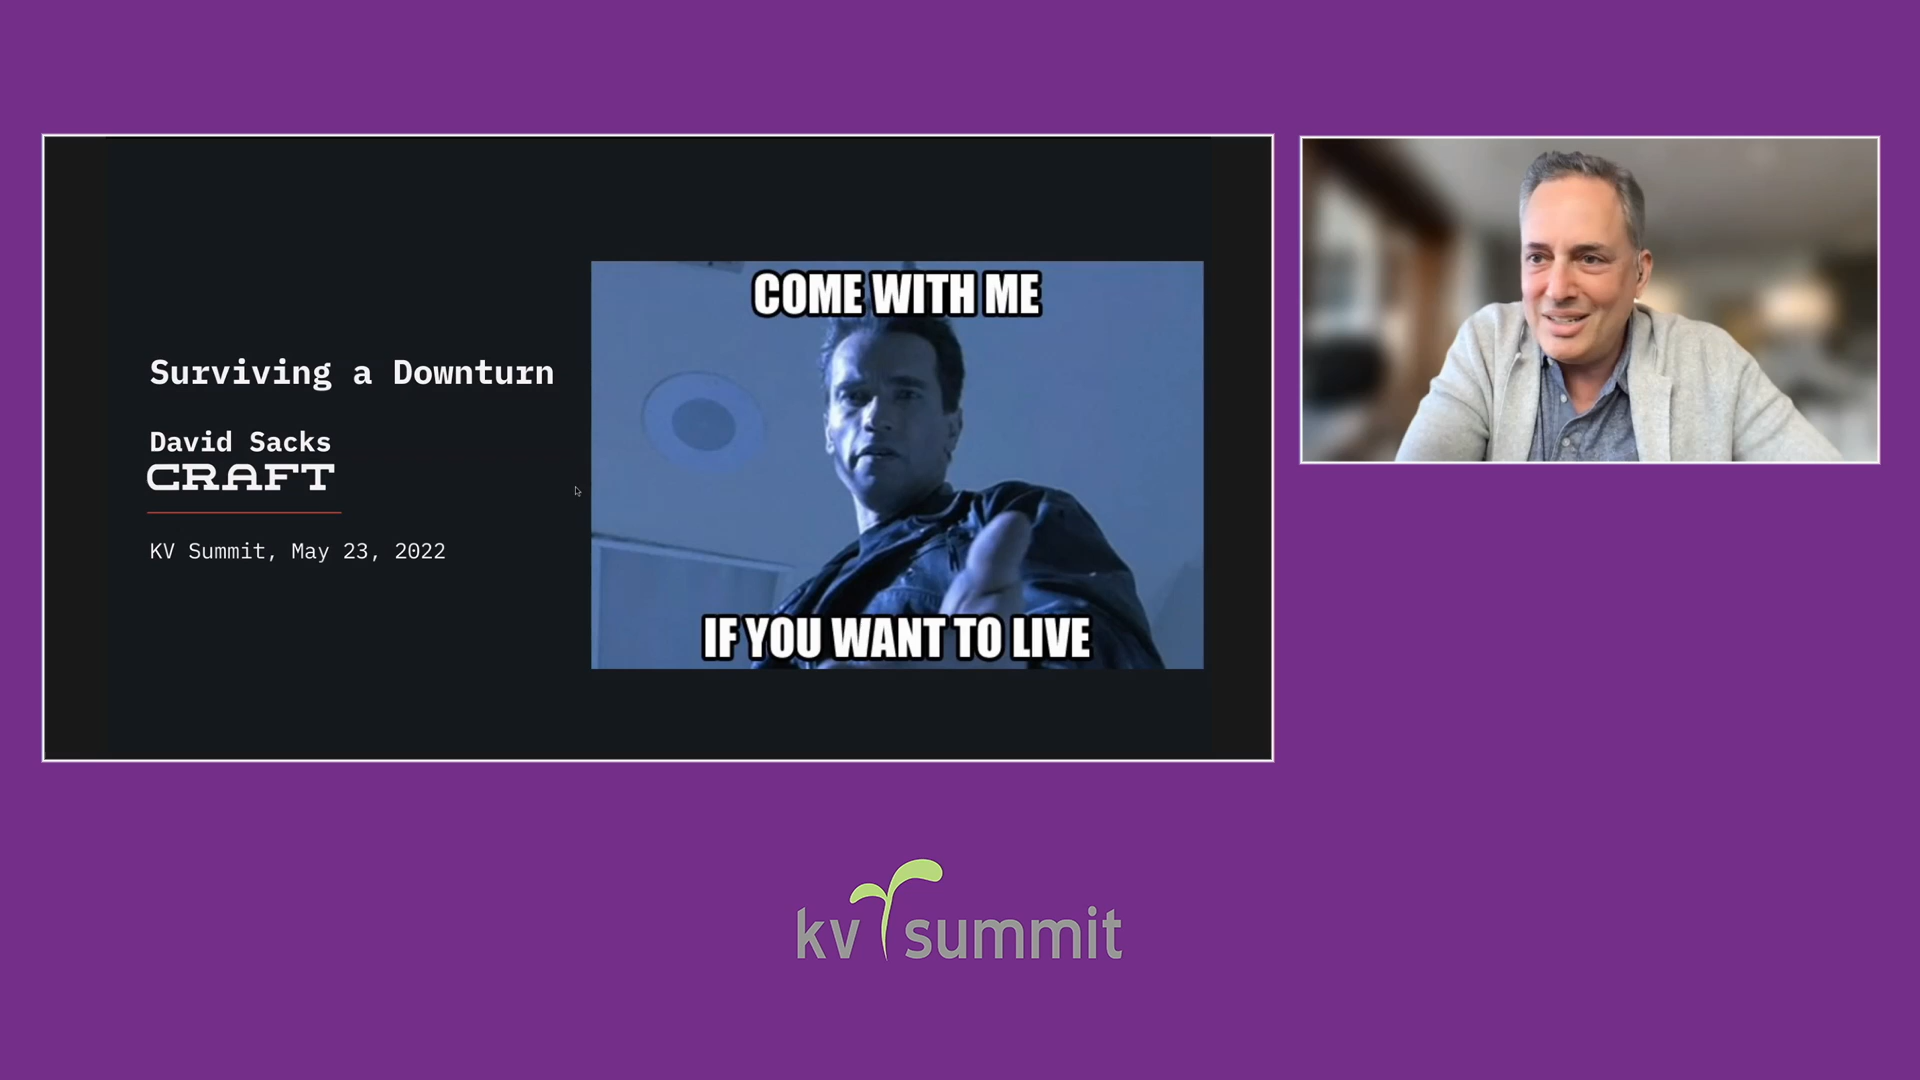 COME WITH ME
Surviving a Downturn
David Sacks
CRAFT
KV Summit, May 23, 2022
IF YOU WANT TO LIVE
kv summit